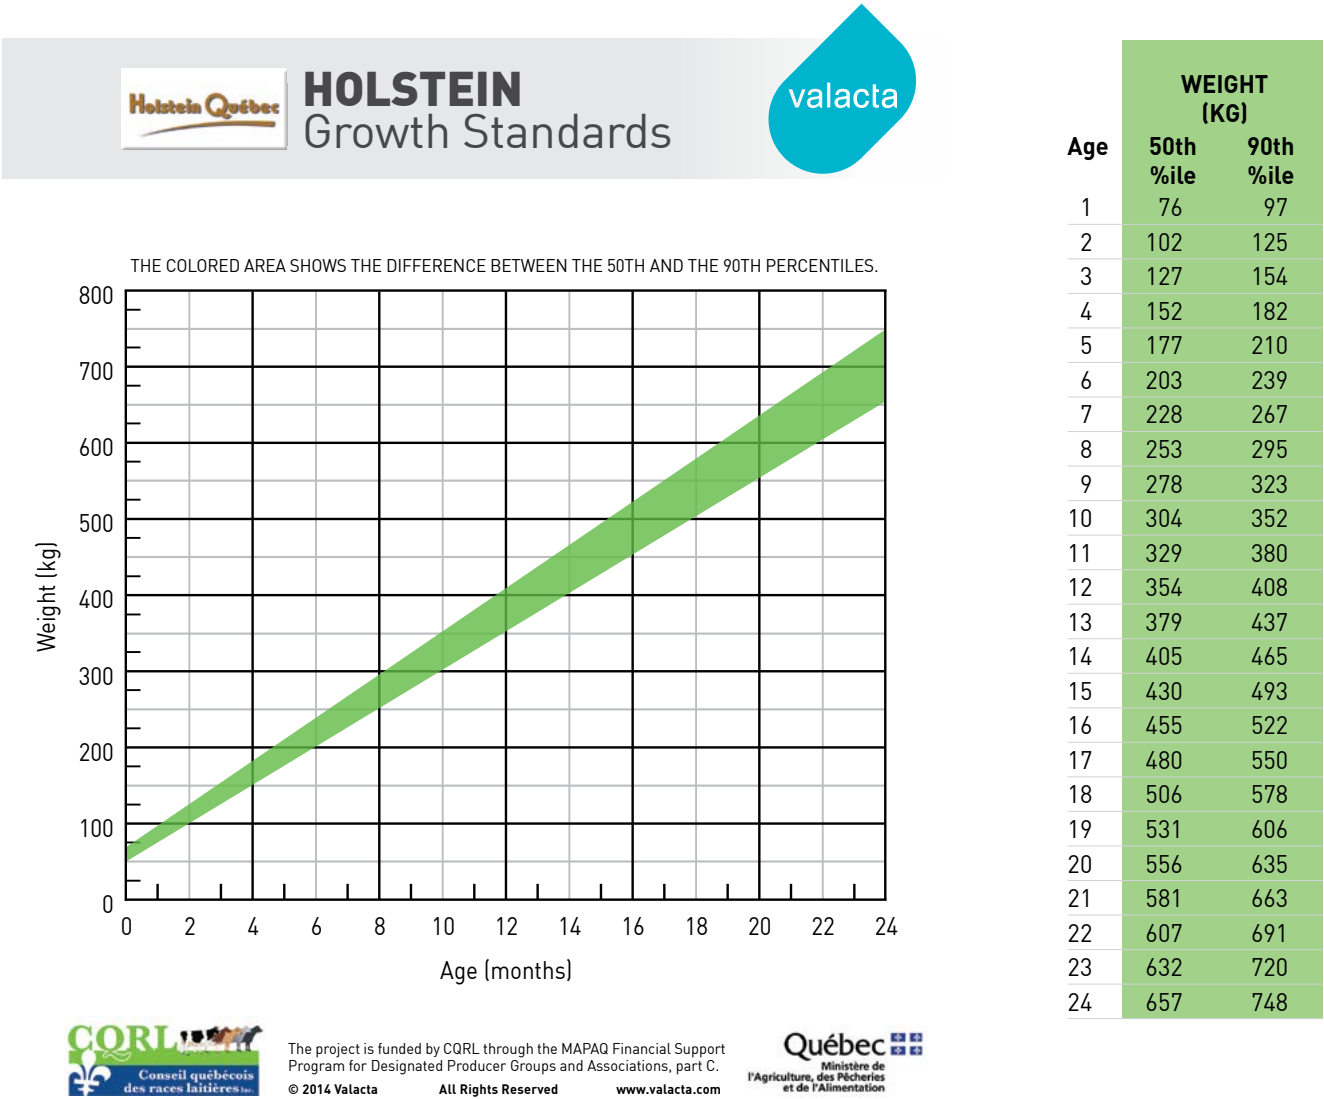 Holstein Québec
HOLSTEIN
Growth Standards
valacta
THE COLORED AREA SHOWS THE DIFFERENCE BETWEEN THE 50TH AND THE 90TH PERCENTILES.
800
700
600
500
400
300
200
100
0
Weight (kg)
0 2 4 6 8 10 12 14 16 18 20 22 24
Age (months)
WEIGHT
(KG)
Age 50th 90th
%ile %ile
1 76 97
2 102 125
3 127 154
4 152 182
5 177 210
6 203 239
7 228 267
8 253 295
9 278 323
10 304 352
11 329 380
12 354 408
13 379 437
14 405 465
15 430 493
16 455 522
17 480 550
18 506 578
19 531 606
20 556 635
21 581 663
22 607 691
23 632 720
24 657 748
CQRL
Conseil québécois
des races laitières inc.
The project is funded by CQRL through the MAPAQ Financial Support
Program for Designated Producer Groups and Associations, part C.
© 2014 Valacta All Rights Reserved www.valacta.com
Québec
Ministère de
l'Agriculture, des Pêcheries
et de l'Alimentation